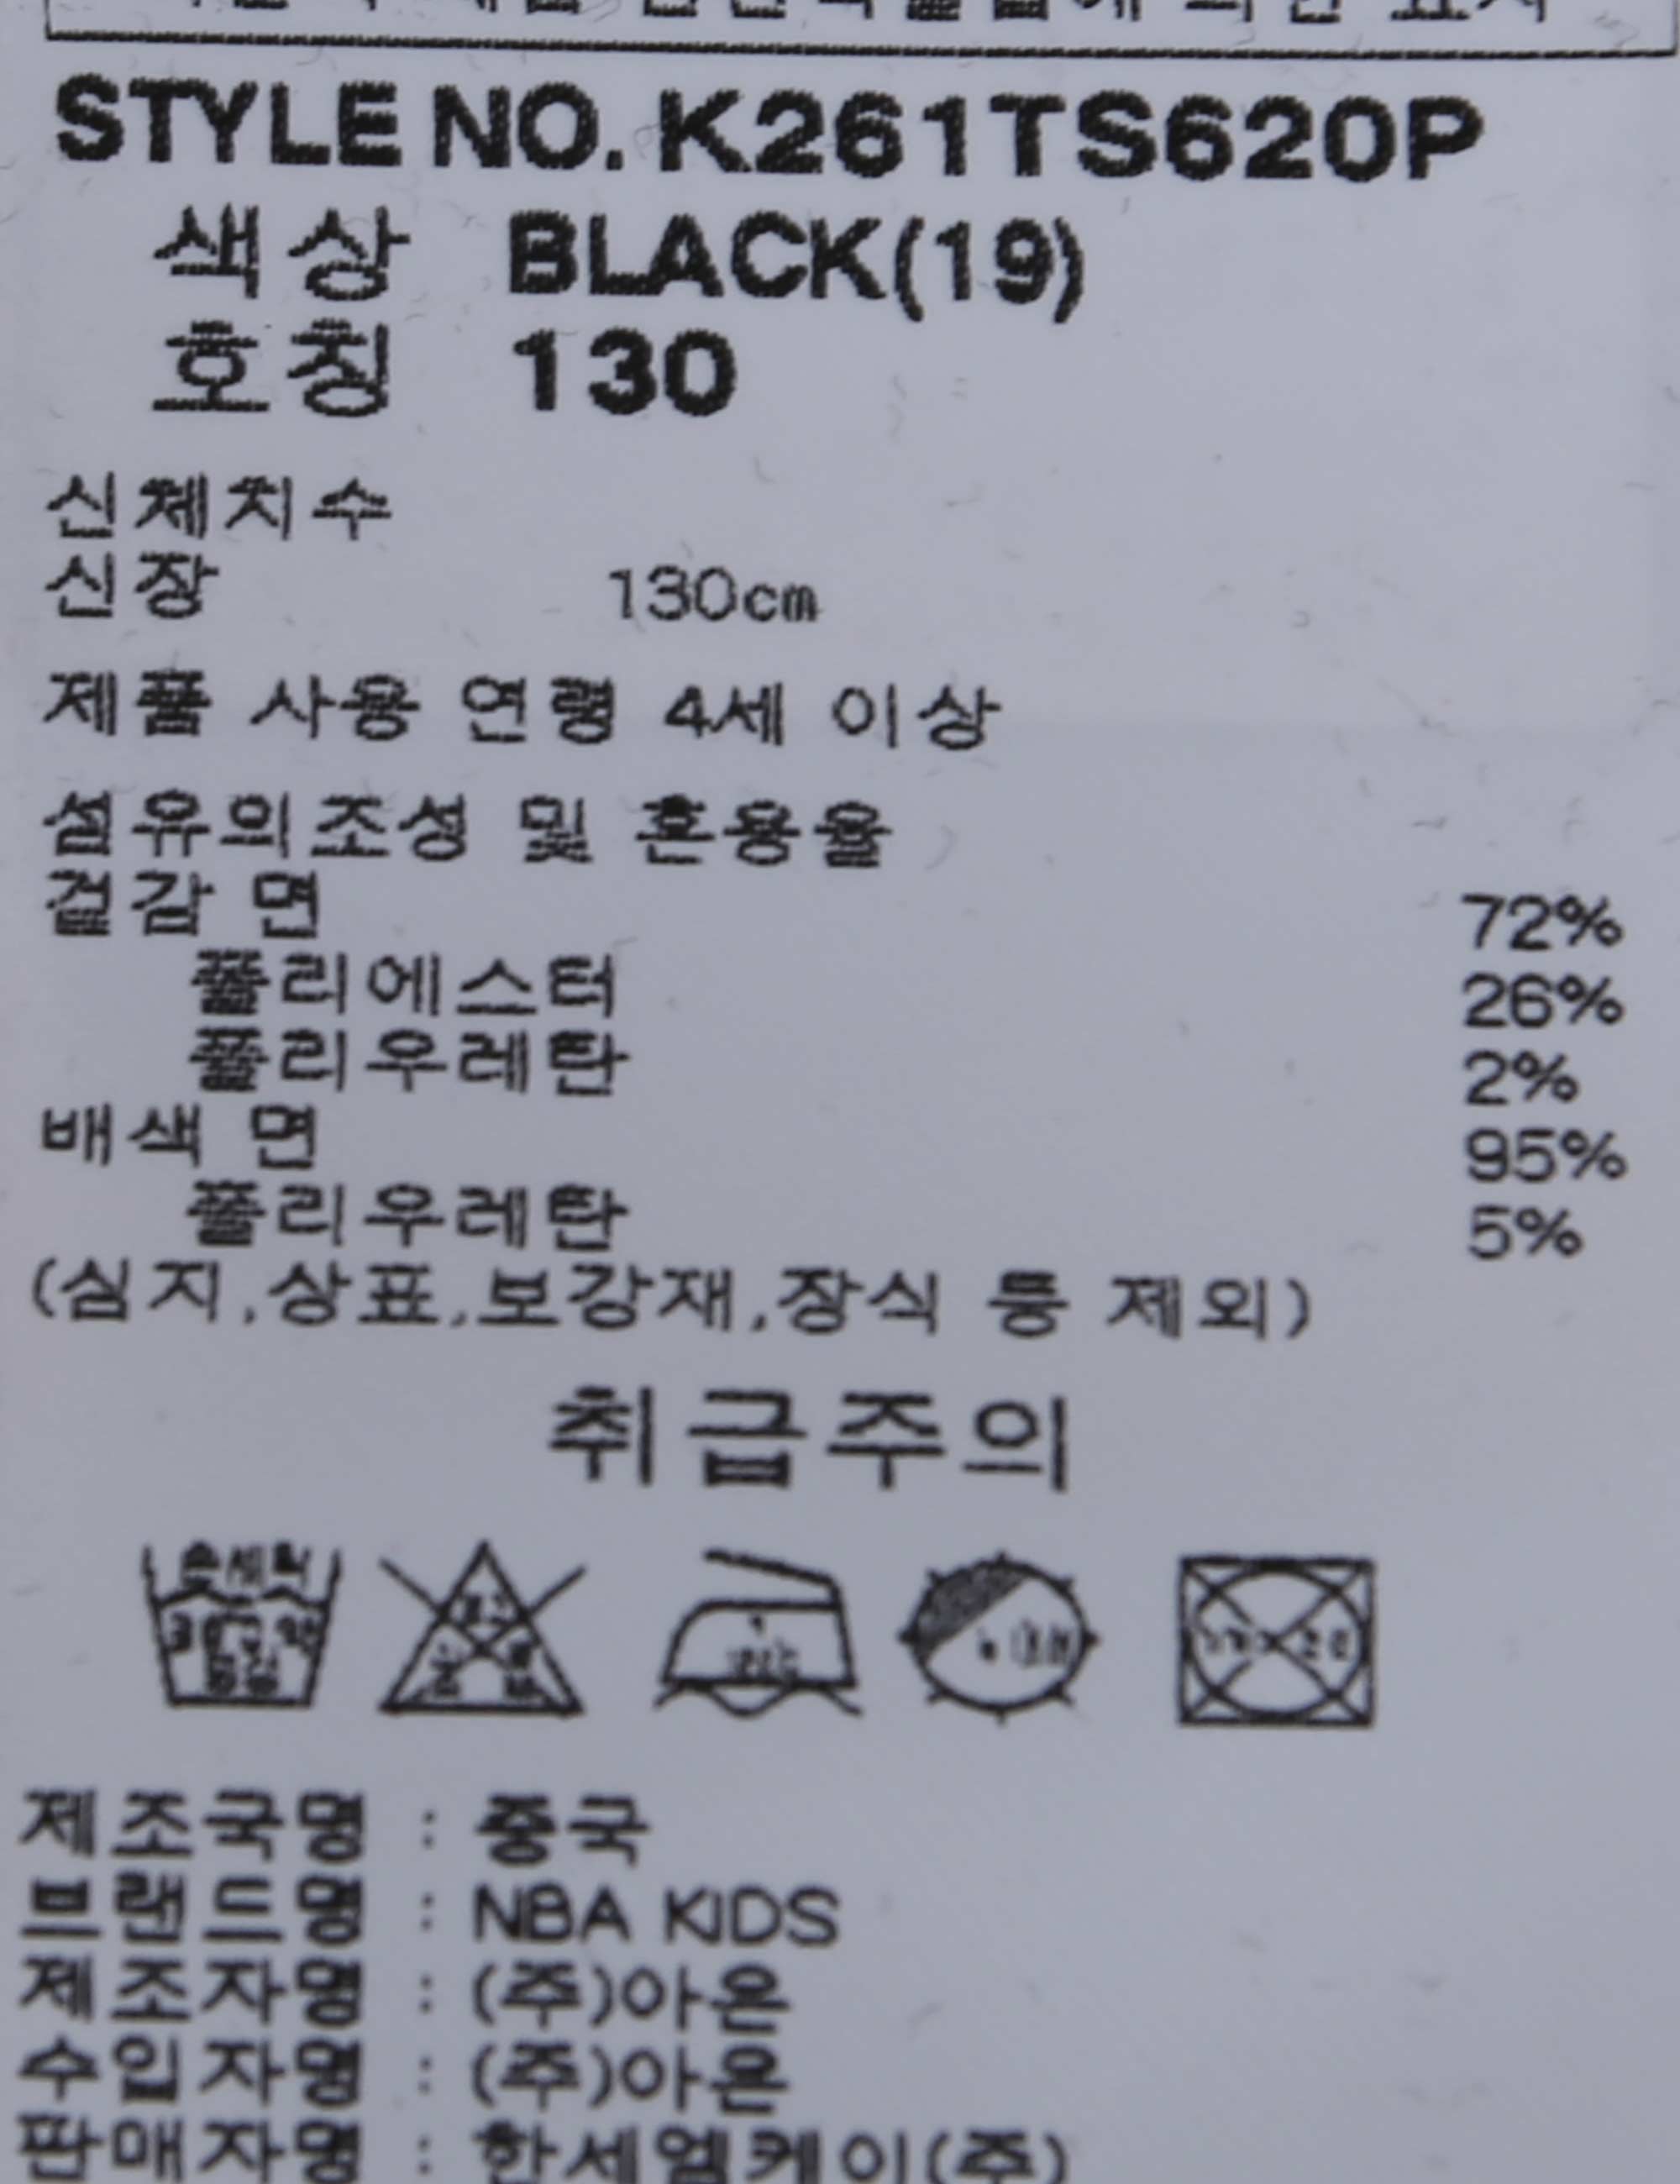 STYLE NO. K261TS620P
색상 BLACK(19)
호칭 130
신체치수
신장 130cm
제품 사용 연령 4세 이상
섬유의조성 및 혼용율
겉감 면 72%
폴리에스터 26%
폴리우레탄 2%
배색 면 95%
폴리우레탄 5%
(심지,상표,보강재,장식 등 제외)
취급주의
손세탁
제조국명 : 중국
브랜드명 : NBA KIDS
제조자명 : (주)아온
수입자명 : (주)아온
판매자명 : 한세엠케이(주)